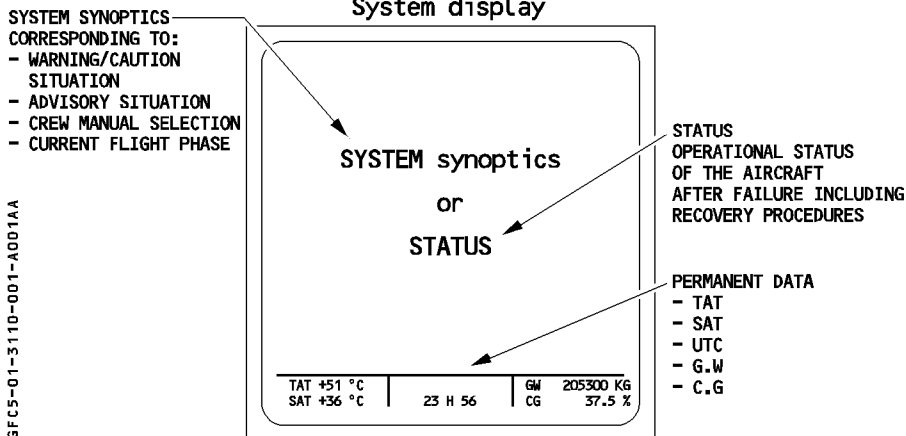 System display
SYSTEM SYNOPTICS
CORRESPONDING TO:
- WARNING/CAUTION
SITUATION
- ADVISORY SITUATION
- CREW MANUAL SELECTION
- CURRENT FLIGHT PHASE
SYSTEM synoptics
or
STATUS
STATUS
OPERATIONAL STATUS
OF THE AIRCRAFT
AFTER FAILURE INCLUDING
RECOVERY PROCEDURES
PERMANENT DATA
- TAT
- SAT
- UTC
- G.W
- C.G
TAT +51 °C
SAT +36 °C
23 H 56
GW 205300 KG
CG 37.5 %
GFC5-01-3110-001-A001AA